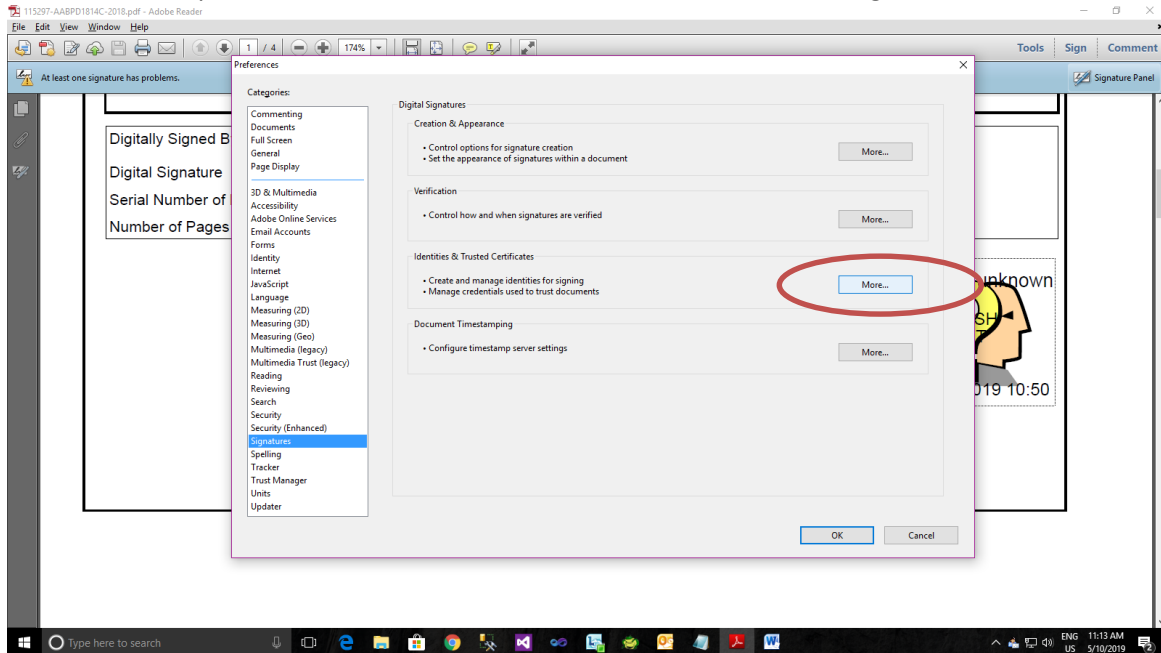 115297-AABPD1814C-2018.pdf - Adobe Reader
File Edit View Window Help
1 / 4 174% Tools Sign Comment
At least one signature has problems. Signature Panel
Preferences
Categories:
Commenting
Documents
Full Screen
General
Page Display
3D & Multimedia
Accessibility
Adobe Online Services
Email Accounts
Forms
Identity
Internet
JavaScript
Language
Measuring (2D)
Measuring (3D)
Measuring (Geo)
Multimedia (legacy)
Multimedia Trust (legacy)
Reading
Reviewing
Search
Security
Security (Enhanced)
Signatures
Spelling
Tracker
Trust Manager
Units
Updater
Digital Signatures
Creation & Appearance
• Control options for signature creation
• Set the appearance of signatures within a document
More...
Verification
• Control how and when signatures are verified
More...
Identities & Trusted Certificates
• Create and manage identities for signing
• Manage credentials used to trust documents
More...
Document Timestamping
• Configure timestamp server settings
More...
OK Cancel
Digitally Signed B
Digital Signature
Serial Number of
Number of Pages
nknown
SH
T
019 10:50
Type here to search
ENG 11:13 AM
US 5/10/2019
2